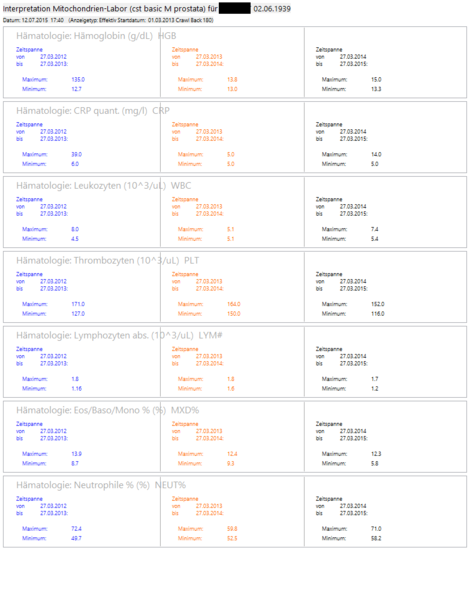 Interpretation Mitochondrien-Labor (cst basic M prostata) für 02.06.1939
Datum: 12.07.2015 17:40 (Anzeigetyp: Effektiv Startdatum: 01.03.2013 Crawl Back:180)
Hämatologie: Hämoglobin (g/dL) HGB
Zeitspanne Zeitspanne Zeitspanne
von 27.03.2012 von 27.03.2013 von 27.03.2014
bis 27.03.2013: bis 27.03.2014: bis 27.03.2015:
Maximum: 135.0 Maximum: 13.8 Maximum: 15.0
Minimum: 12.7 Minimum: 13.0 Minimum: 13.3
Hämatologie: CRP quant. (mg/l) CRP
Zeitspanne Zeitspanne Zeitspanne
von 27.03.2012 von 27.03.2013 von 27.03.2014
bis 27.03.2013: bis 27.03.2014: bis 27.03.2015:
Maximum: 39.0 Maximum: 5.0 Maximum: 14.0
Minimum: 6.0 Minimum: 5.0 Minimum: 5.0
Hämatologie: Leukozyten (10^3/uL) WBC
Zeitspanne Zeitspanne Zeitspanne
von 27.03.2012 von 27.03.2013 von 27.03.2014
bis 27.03.2013: bis 27.03.2014: bis 27.03.2015:
Maximum: Maximum: Maximum: 7.4
Minimum: 4.5 Minimum: 5.1 Minimum: 5.4
Hämatologie: Thrombozyten (10^3/uL) PLT
Zeitspanne Zeitspanne Zeitspanne
von 27.03.2012 von 27.03.2013 von 27.03.2014
bis 27.03.2013: bis 27.03.2014: bis 27.03.2015:
Maximum: 171.0 Maximum: 164.0 Maximum: 152.0
Minimum: 127.0 Minimum: 150.0 Minimum: 116.0
Hämatologie: Lymphozyten abs. (10^3/uL) LYM#
Zeitspanne Zeitspanne Zeitspanne
von 27.03.2012 von 27.03.2013 von 27.03.2014
bis 27.03.2013: bis 27.03.2014: bis 27.03.2015:
Maximum: 1.8 Maximum: 1.8 Maximum: 1.7
Minimum: 1.16 Minimum: 1.6 Minimum: 1.2
Hämatologie: Eos/Baso/Mono % (%) MXD%
Zeitspanne Zeitspanne Zeitspanne
von 27.03.2012 von 27.03.2013 von 27.03.2014
bis 27.03.2013: bis 27.03.2014: bis 27.03.2015:
Maximum: 13.9 Maximum: 12.4 Maximum: 12.3
Minimum: 8.7 Minimum: Minimum: 5.8
Hämatologie: Neutrophile % (%) NEUT%
Zeitspanne Zeitspanne Zeitspanne
von 27.03.2012 von 27.03.2013 von 27.03.2014
bis 27.03.2013: bis 27.03.2014: bis 27.03.2015:
Maximum: 72.4 Maximum: 59.8 Maximum: 71.0
Minimum: 49.7 Minimum: Minimum: 58.2